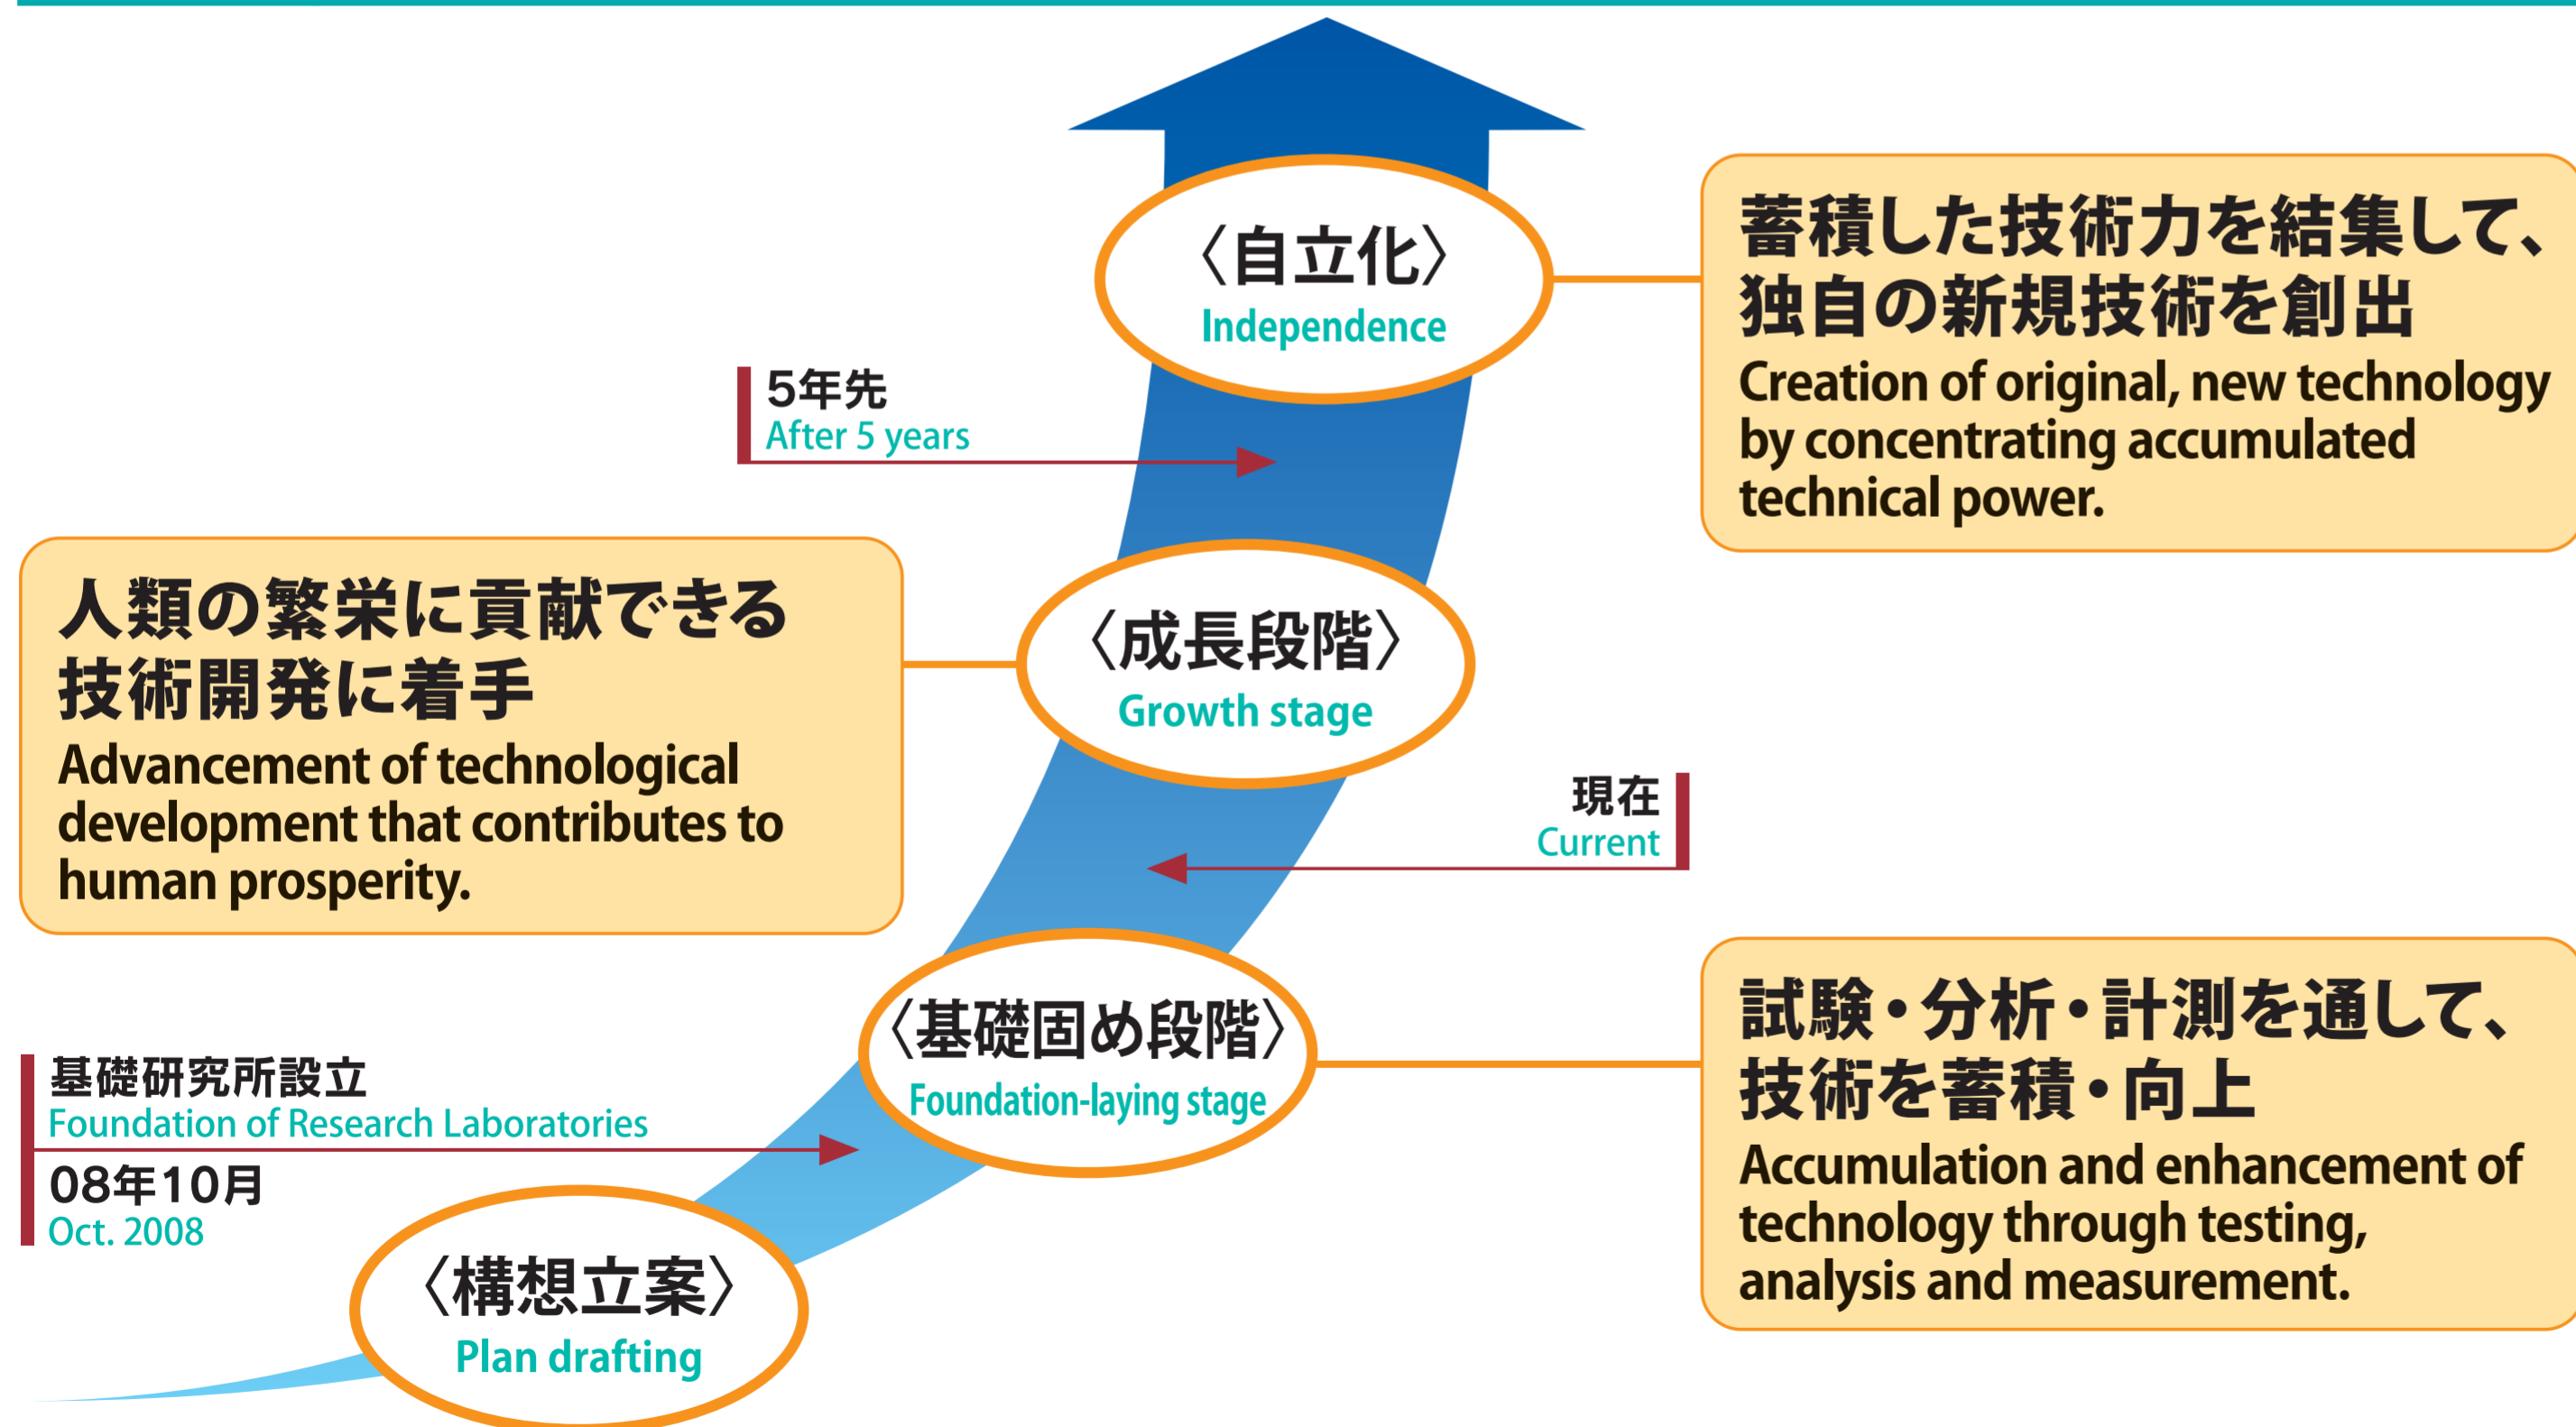 〈自立化〉
Independence
蓄積した技術力を結集して、
独自の新規技術を創出
Creation of original, new technology
by concentrating accumulated
technical power.
5年先
After 5 years
人類の繁栄に貢献できる
技術開発に着手
Advancement of technological
development that contributes to
human prosperity.
〈成長段階〉
Growth stage
現在
Current
〈基礎固め段階〉
Foundation-laying stage
試験・分析・計測を通して、
技術を蓄積・向上
Accumulation and enhancement of
technology through testing,
analysis and measurement.
基礎研究所設立
Foundation of Research Laboratories
08年10月
Oct. 2008
〈構想立案〉
Plan drafting